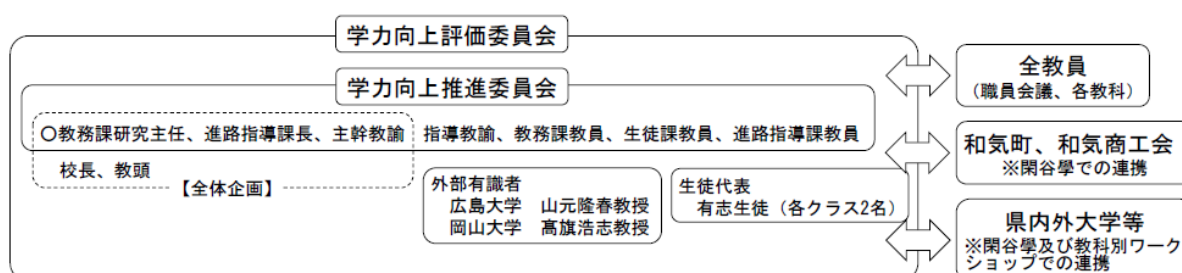 学力向上評価委員会
学力向上推進委員会
〇教務課研究主任、進路指導課長、主幹教諭　指導教諭、教務課教員、生徒課教員、進路指導課教員
校長、教頭
【全体企画】
外部有識者
広島大学　山元隆春教授
岡山大学　髙旗浩志教授
生徒代表
有志生徒（各クラス2名）
全教員
（職員会議、各教科）
和気町、和気商工会
※閑谷學での連携
県内外大学等
※閑谷學及び教科別ワーク
ショップでの連携